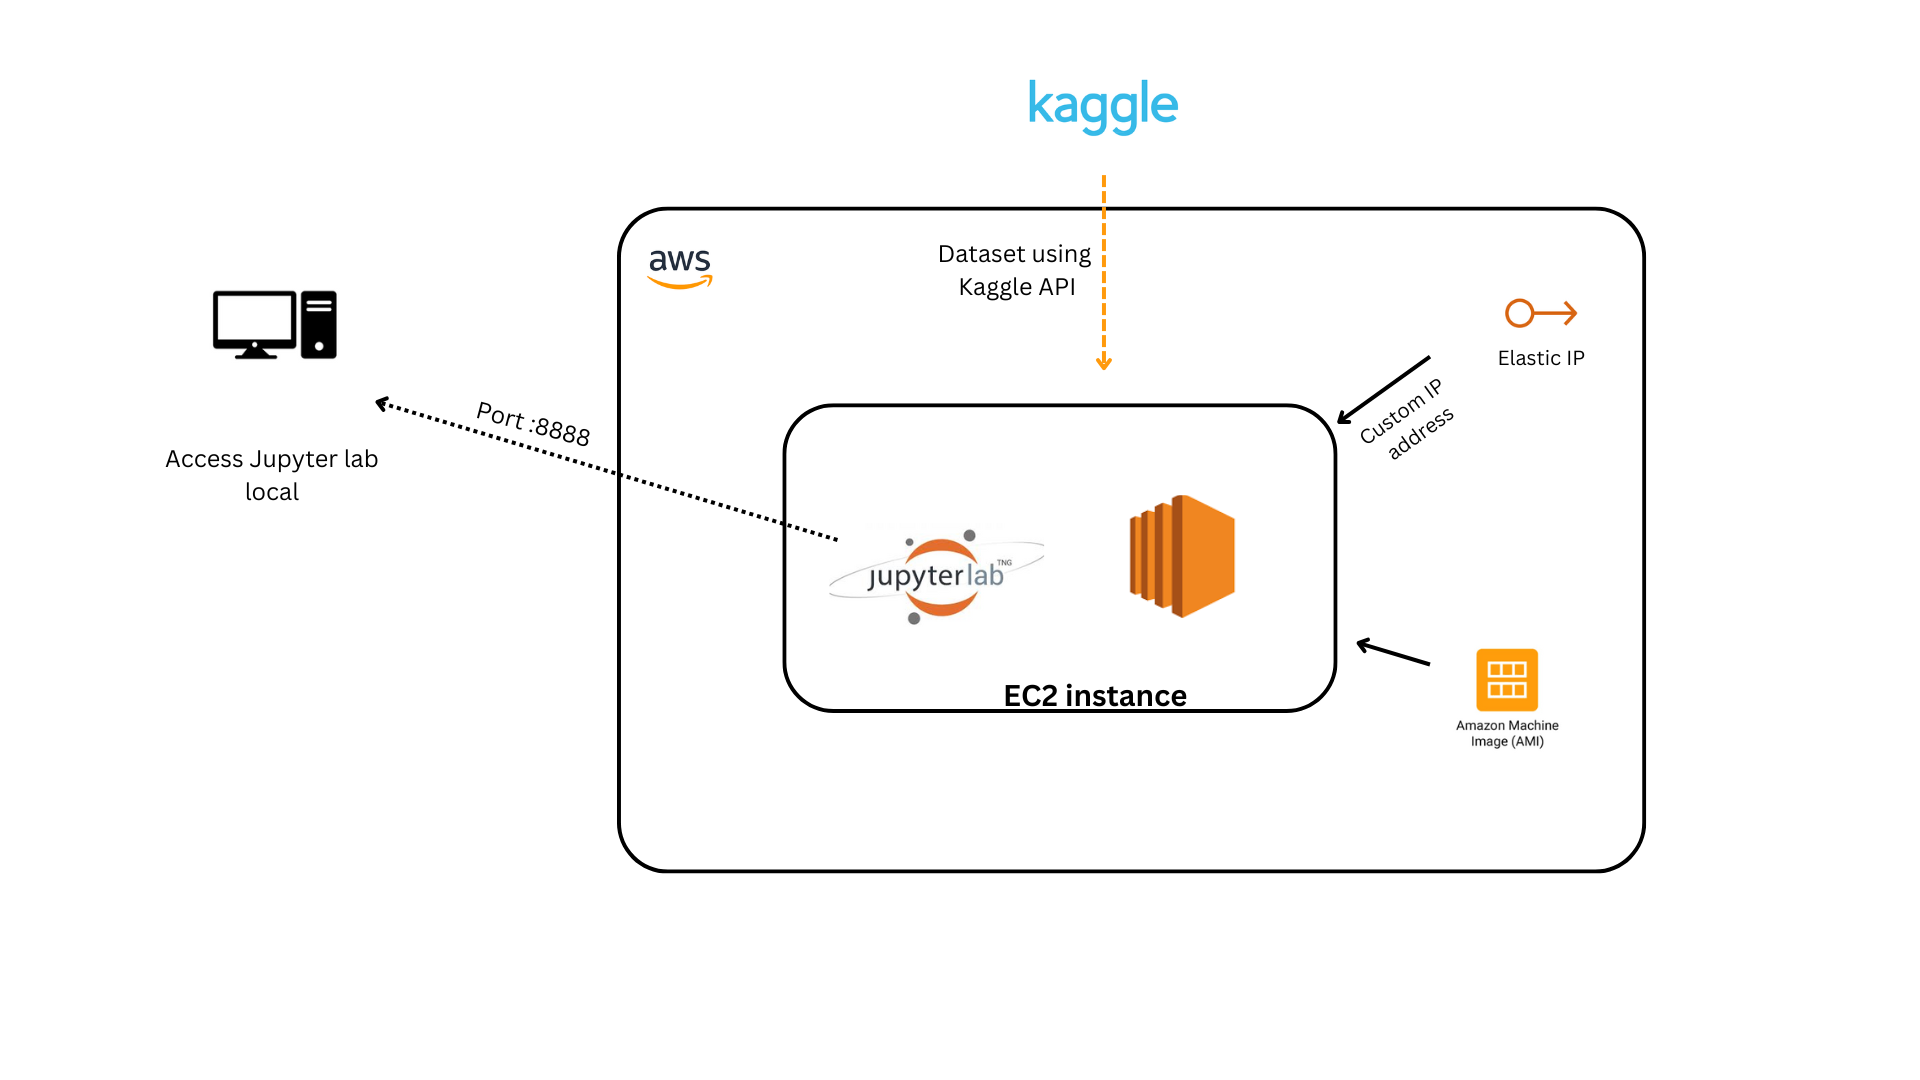 kaggle
aws
Dataset using
Kaggle API
Elastic IP
Custom IP
address
Port :8888
Access Jupyter lab
local
jupyterlab TNG
EC2 instance
Amazon Machine
Image (AMI)